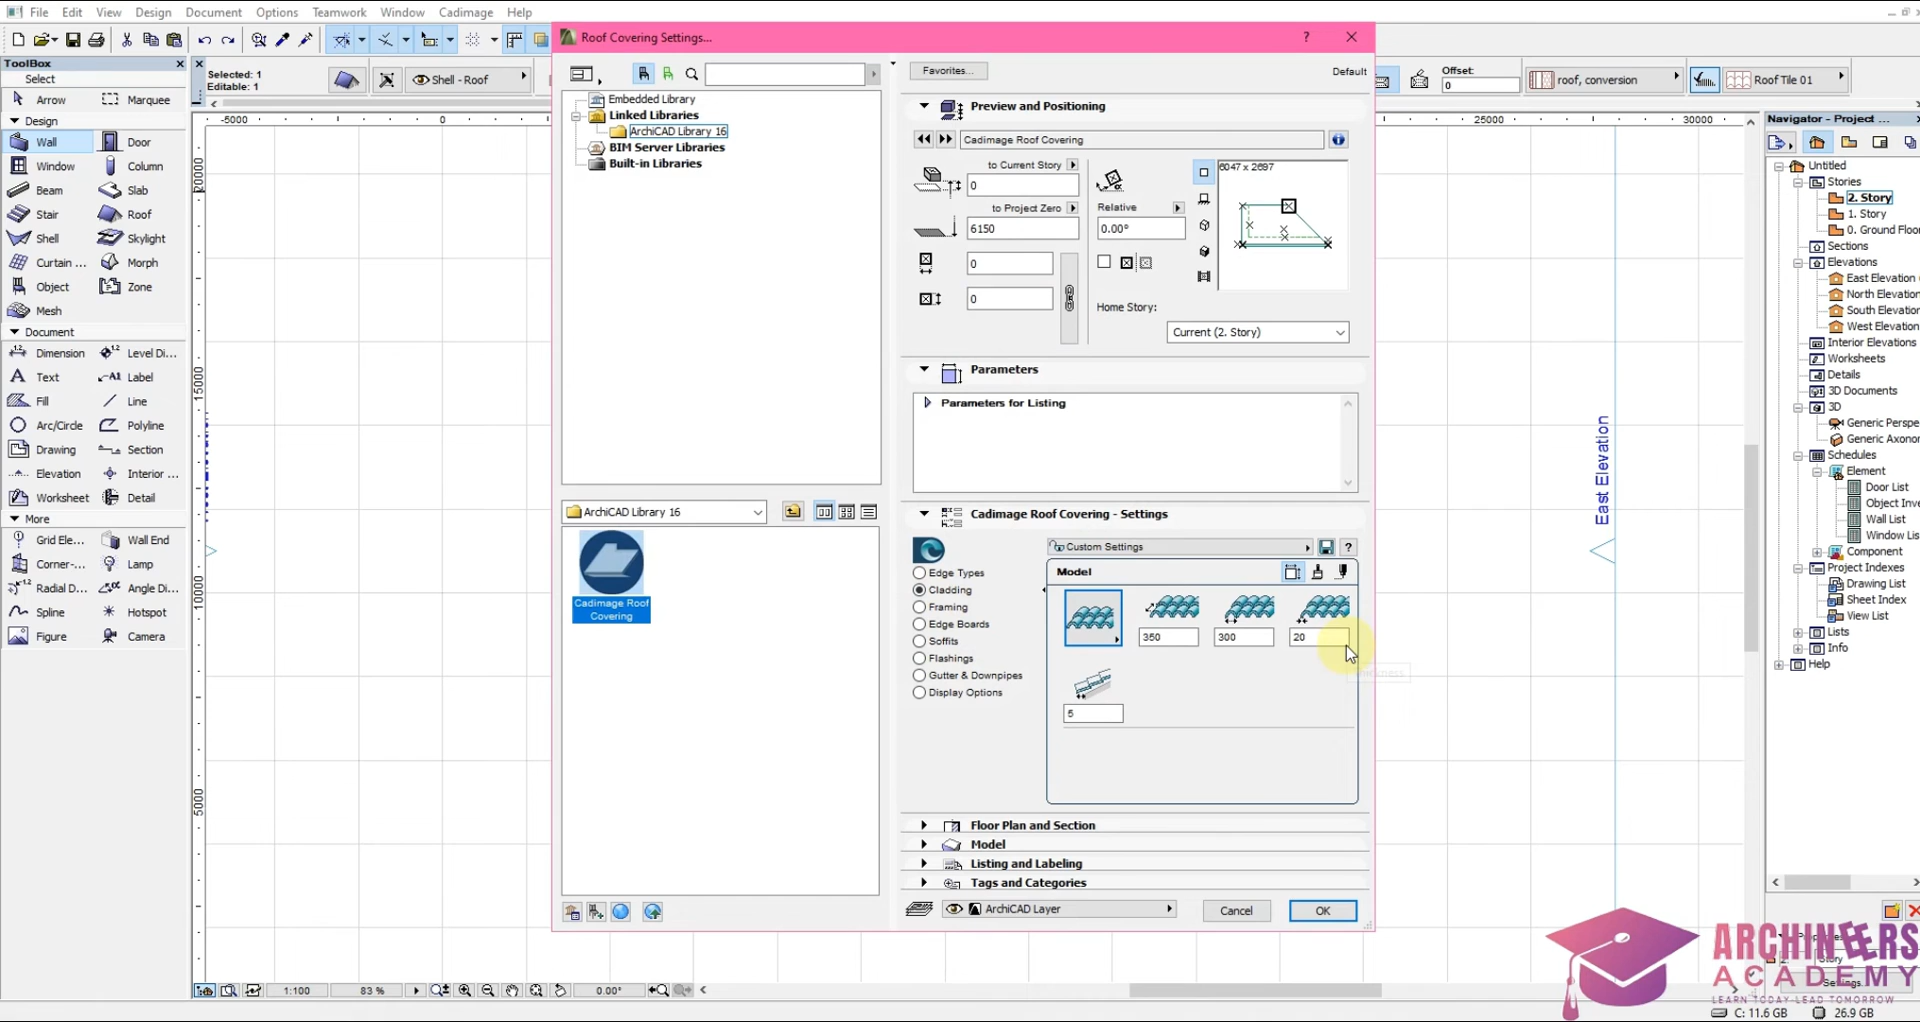 File Edit View Design Document Options Teamwork Window Cadimage Help
Roof Covering Settings...
ToolBox
Select
Selected: 1
Editable: 1
Shell - Roof
Favorites...
Default
Offset:
0
roof, conversion
Roof Tile 01
Arrow
Marquee
Design
Wall
Door
Window
Column
Beam
Slab
Stair
Roof
Shell
Skylight
Curtain ...
Morph
Object
Zone
Mesh
Document
Dimension
Level Di...
Text
Label
Fill
Line
Arc/Circle
Polyline
Drawing
Section
Elevation
Interior ...
Worksheet
Detail
More
Grid Ele...
Wall End
Corner-...
Lamp
Radial D...
Angle Di...
Spline
Hotspot
Figure
Camera
-5000
0
25000
30000
20000
15000
10000
5000
East Elevation
Embedded Library
Linked Libraries
ArchiCAD Library 16
BIM Server Libraries
Built-in Libraries
ArchiCAD Library 16
Cadimage Roof
Covering
Preview and Positioning
Cadimage Roof Covering
to Current Story
0
to Project Zero
6150
0
0
Relative
0.00°
6047 x 2697
Home Story:
Current (2. Story)
Parameters
Parameters for Listing
Cadimage Roof Covering - Settings
Custom Settings
Edge Types
Cladding
Framing
Edge Boards
Soffits
Flashings
Gutter & Downpipes
Display Options
Model
350
300
20
5
Floor Plan and Section
Model
Listing and Labeling
Tags and Categories
ArchiCAD Layer
Cancel
OK
Navigator - Project ...
Untitled
Stories
2. Story
1. Story
0. Ground Floo
Sections
Elevations
East Elevation
North Elevation
South Elevation
West Elevation
Interior Elevations
Worksheets
Details
3D Documents
3D
Generic Perspe
Generic Axonom
Schedules
Element
Door List
Object Inve
Wall List
Window Lis
Component
Project Indexes
Drawing List
Sheet Index
View List
Lists
Info
Help
Story
Settings...
ARCHINEERS
ACADEMY
LEARN TODAY-LEAD TOMORROW
1:100
83 %
0.00°
C: 11.6 GB
26.9 GB